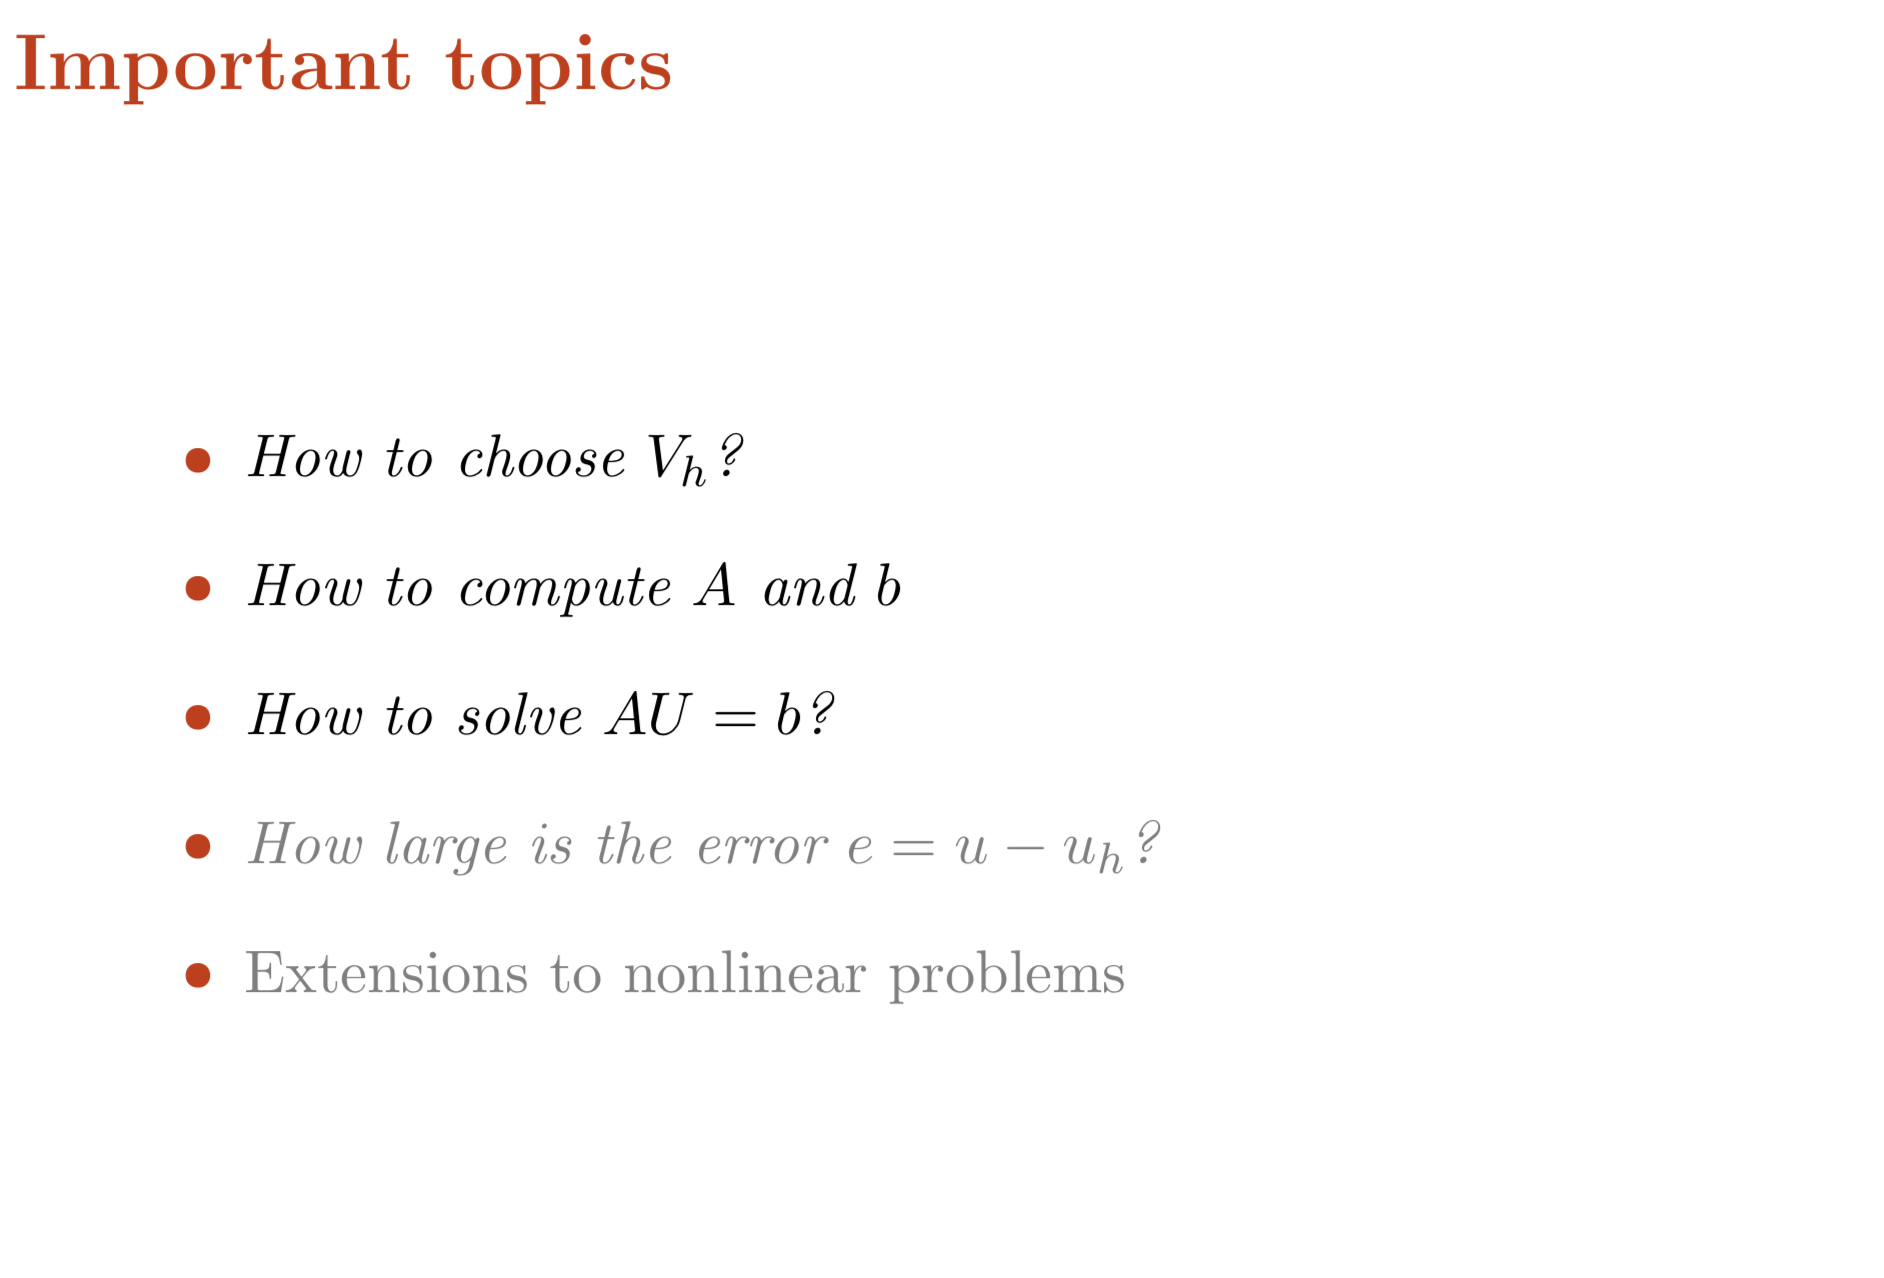 Important topics
• How to choose V_h?
• How to compute A and b
• How to solve AU = b?
• How large is the error e = u − u_h?
• Extensions to nonlinear problems